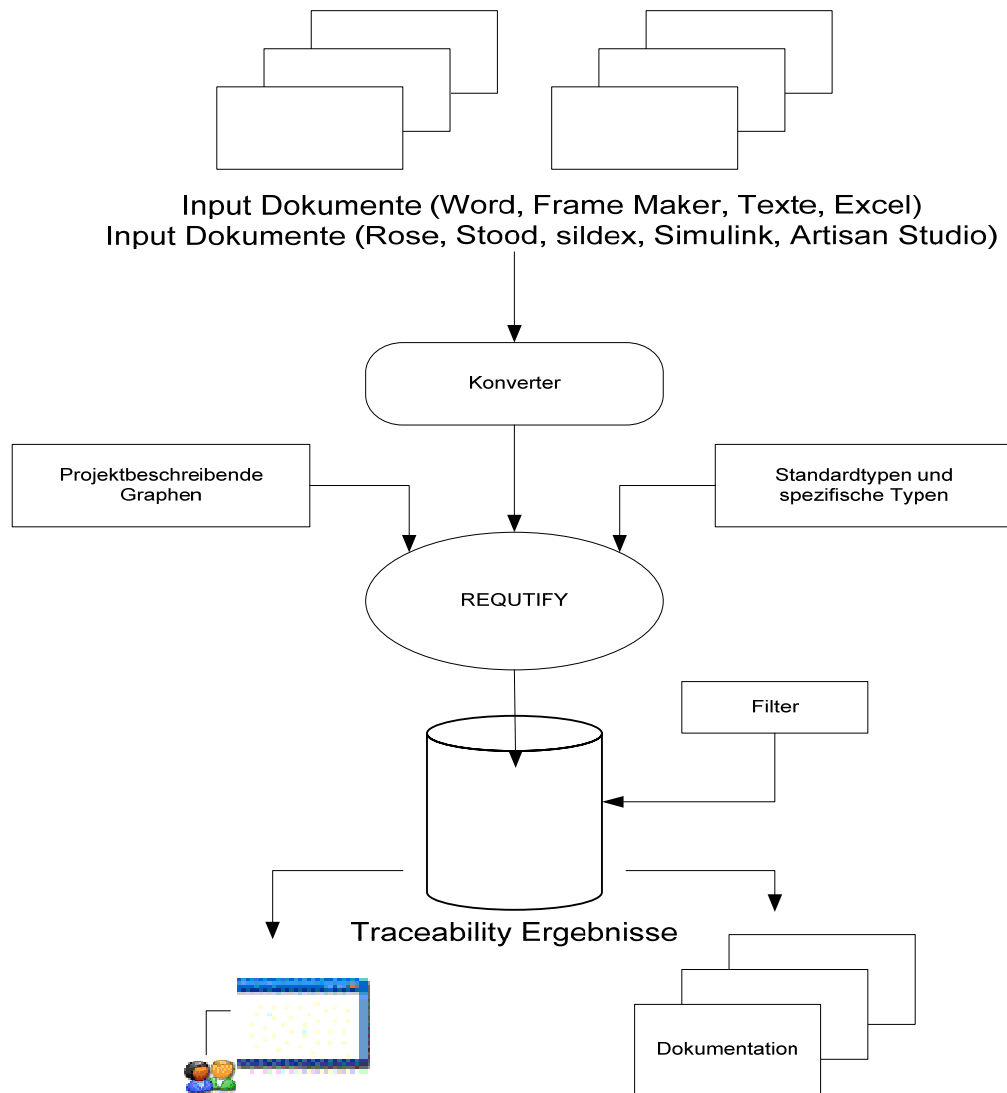 Input Dokumente (Word, Frame Maker, Texte, Excel)
Input Dokumente (Rose, Stood, sildex, Simulink, Artisan Studio)
Konverter
Projektbeschreibende
Graphen
Standardtypen und
spezifische Typen
REQUTIFY
Filter
Traceability Ergebnisse
Dokumentation